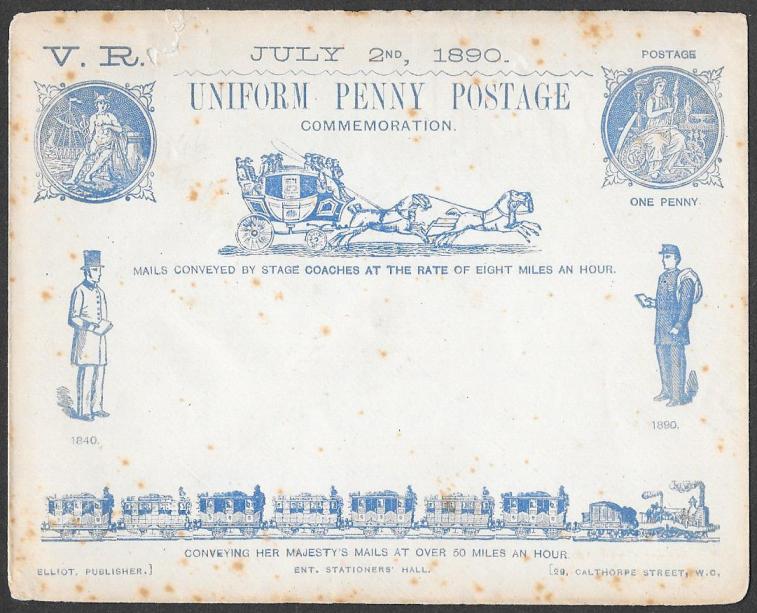 V. R.
JULY 2ND, 1890.
POSTAGE
UNIFORM PENNY POSTAGE
COMMEMORATION.
ONE PENNY
MAILS CONVEYED BY STAGE COACHES AT THE RATE OF EIGHT MILES AN HOUR.
1840.
1890.
CONVEYING HER MAJESTY'S MAILS AT OVER 50 MILES AN HOUR.
ELLIOT, PUBLISHER.]
ENT. STATIONERS' HALL.
[29, CALTHORPE STREET, W.C,